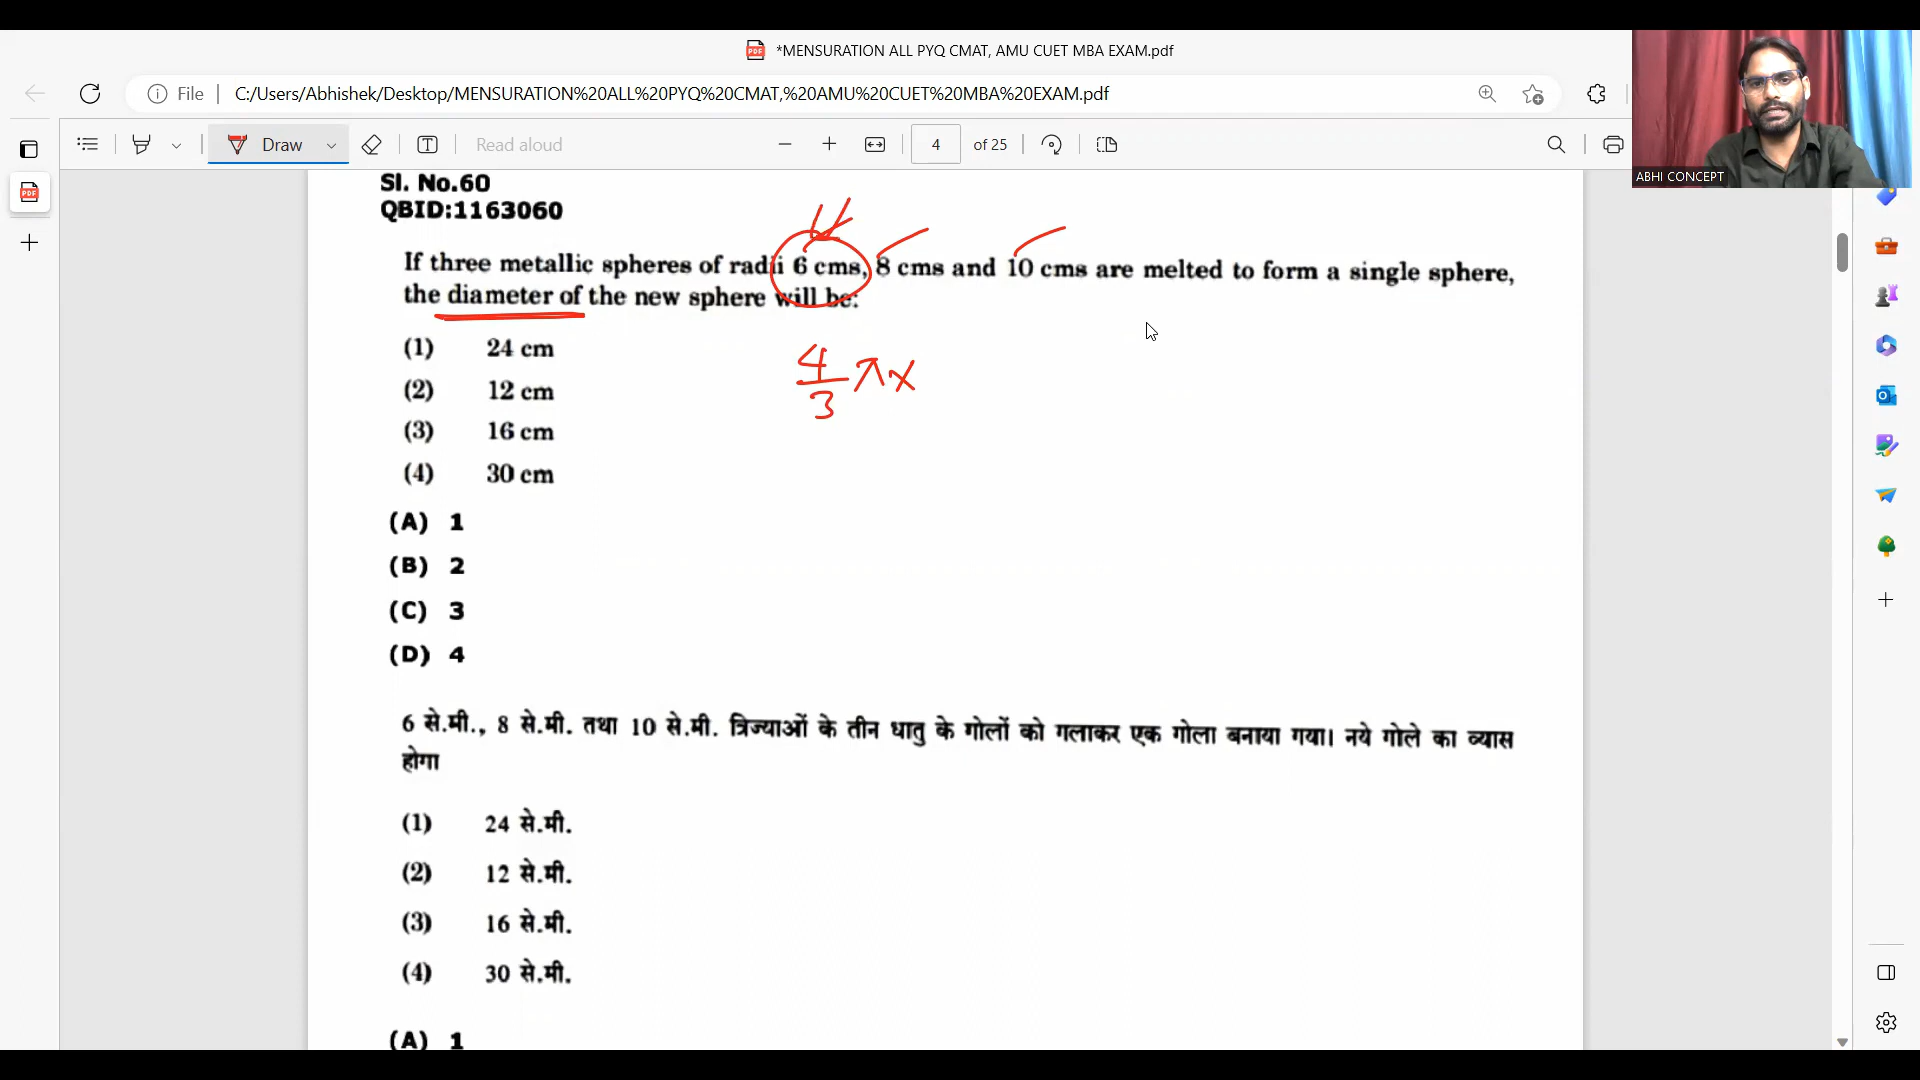 *MENSURATION ALL PYQ CMAT, AMU CUET MBA EXAM.pdf
File C:/Users/Abhishek/Desktop/MENSURATION%20ALL%20PYQ%20CMAT,%20AMU%20CUET%20MBA%20EXAM.pdf
Draw Read aloud 4 of 25
ABHI CONCEPT
Sl. No.60
QBID:1163060
If three metallic spheres of radii 6 cms, 8 cms and 10 cms are melted to form a single sphere,
the diameter of the new sphere will be:
(1) 24 cm
(2) 12 cm
(3) 16 cm
(4) 30 cm
4/3 π x
(A) 1
(B) 2
(C) 3
(D) 4
6 से.मी., 8 से.मी. तथा 10 से.मी. त्रिज्याओं के तीन धातु के गोलों को गलाकर एक गोला बनाया गया। नये गोले का व्यास
होगा
(1) 24 से.मी.
(2) 12 से.मी.
(3) 16 से.मी.
(4) 30 से.मी.
(A) 1